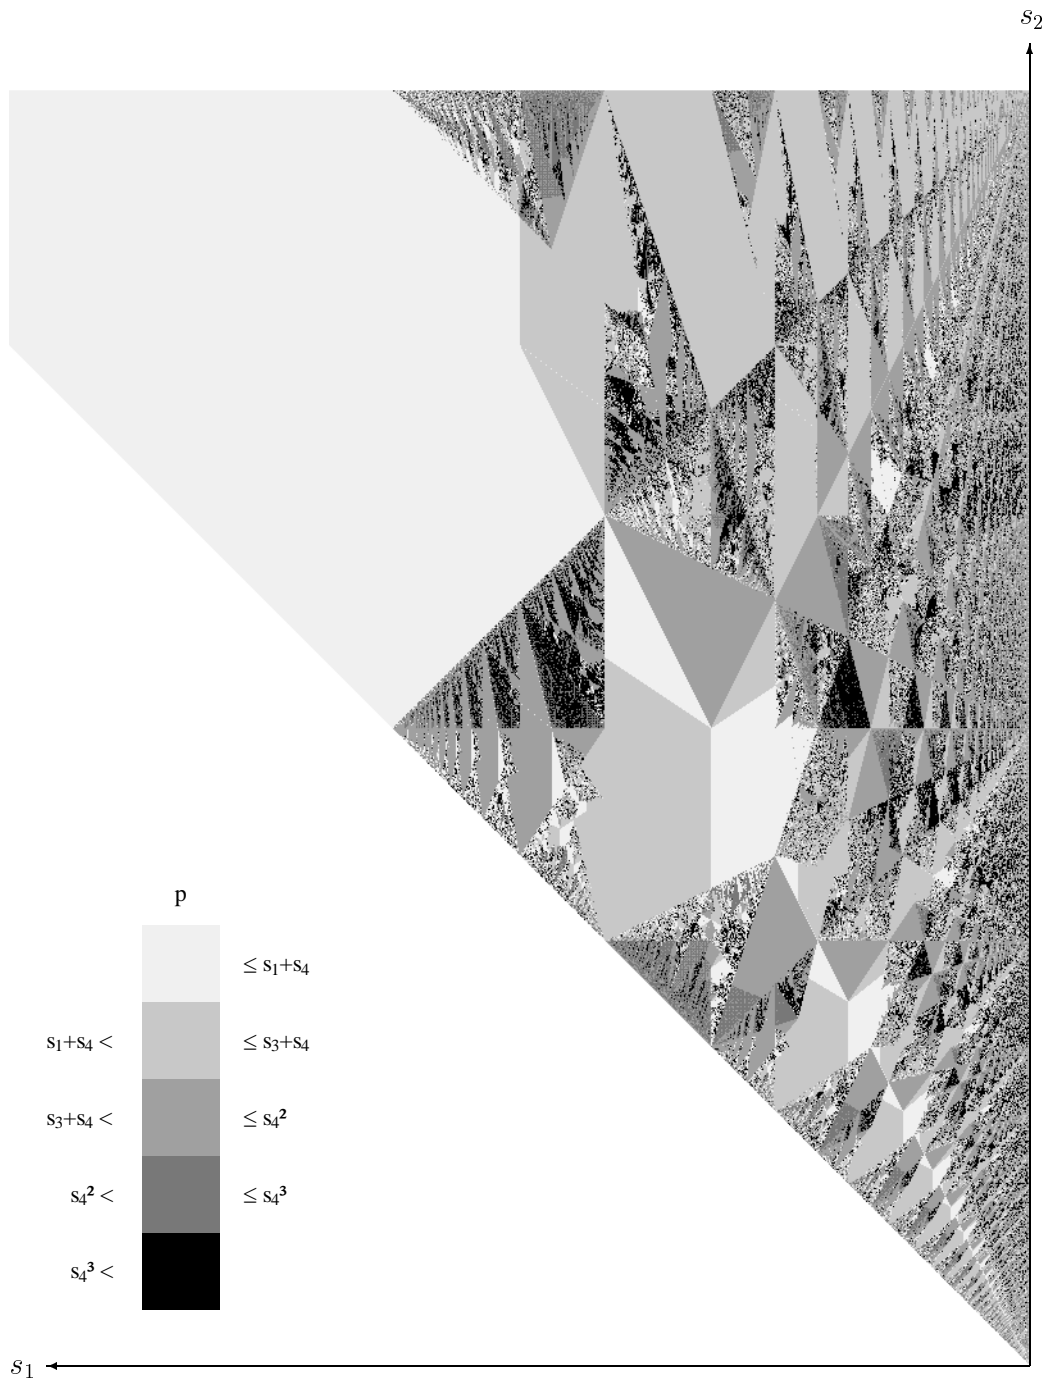 s₂
p
≤ s₁+s₄
s₁+s₄ < ≤ s₃+s₄
s₃+s₄ < ≤ s₄²
s₄² < ≤ s₄³
s₄³ <
s₁